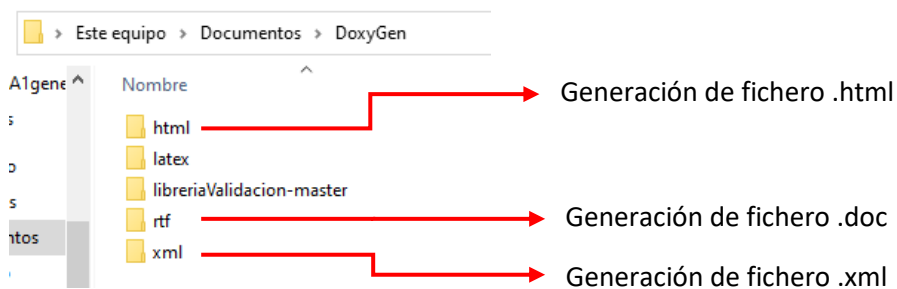 Este equipo > Documentos > DoxyGen
A1gene
Nombre
Generación de fichero .html
s
html
o
latex
s
libreriaValidacion-master
ntos
rtf
Generación de fichero .doc
xml
Generación de fichero .xml